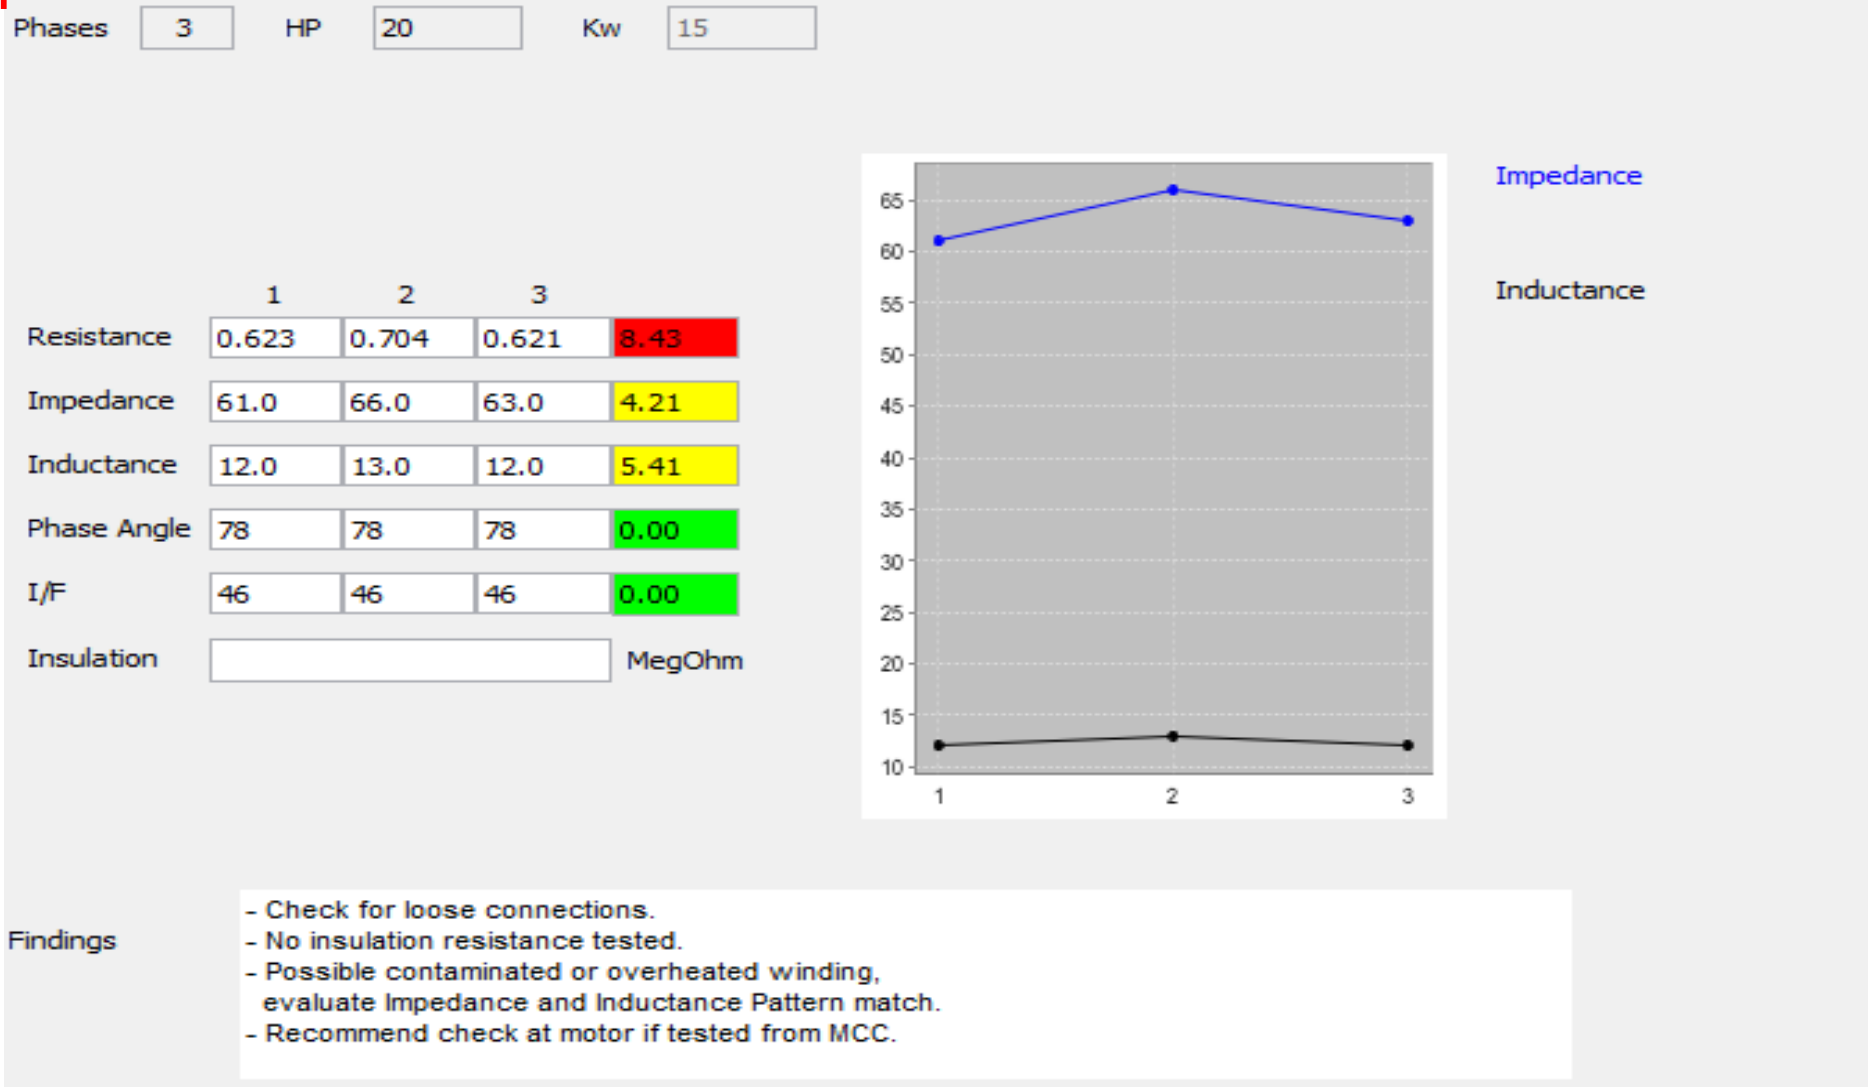 Phases 3 HP 20 Kw 15
1 2 3
Resistance 0.623 0.704 0.621 8.43
Impedance 61.0 66.0 63.0 4.21
Inductance 12.0 13.0 12.0 5.41
Phase Angle 78 78 78 0.00
I/F 46 46 46 0.00
Insulation MegOhm
65
60
55
50
45
40
35
30
25
20
15
10
1 2 3
Impedance
Inductance
Findings
- Check for loose connections.
- No insulation resistance tested.
- Possible contaminated or overheated winding,
evaluate Impedance and Inductance Pattern match.
- Recommend check at motor if tested from MCC.